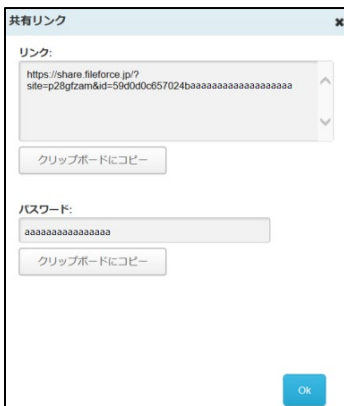 共有リンク
リンク:
https://share.fileforce.jp/?
site=p28gfzam&id=59d0d0c657024baaaaaaaaaaaaaaaaaaa
クリップボードにコピー
パスワード:
aaaaaaaaaaaaaaaa
クリップボードにコピー
Ok